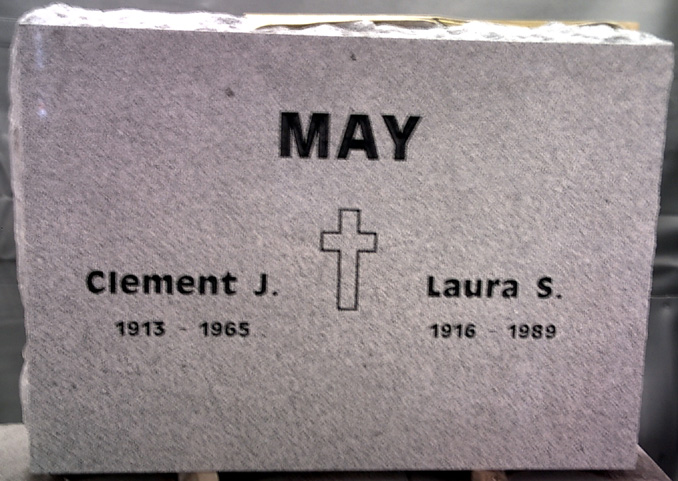 MAY
Clement J.
1913 - 1965
Laura S.
1916 - 1989